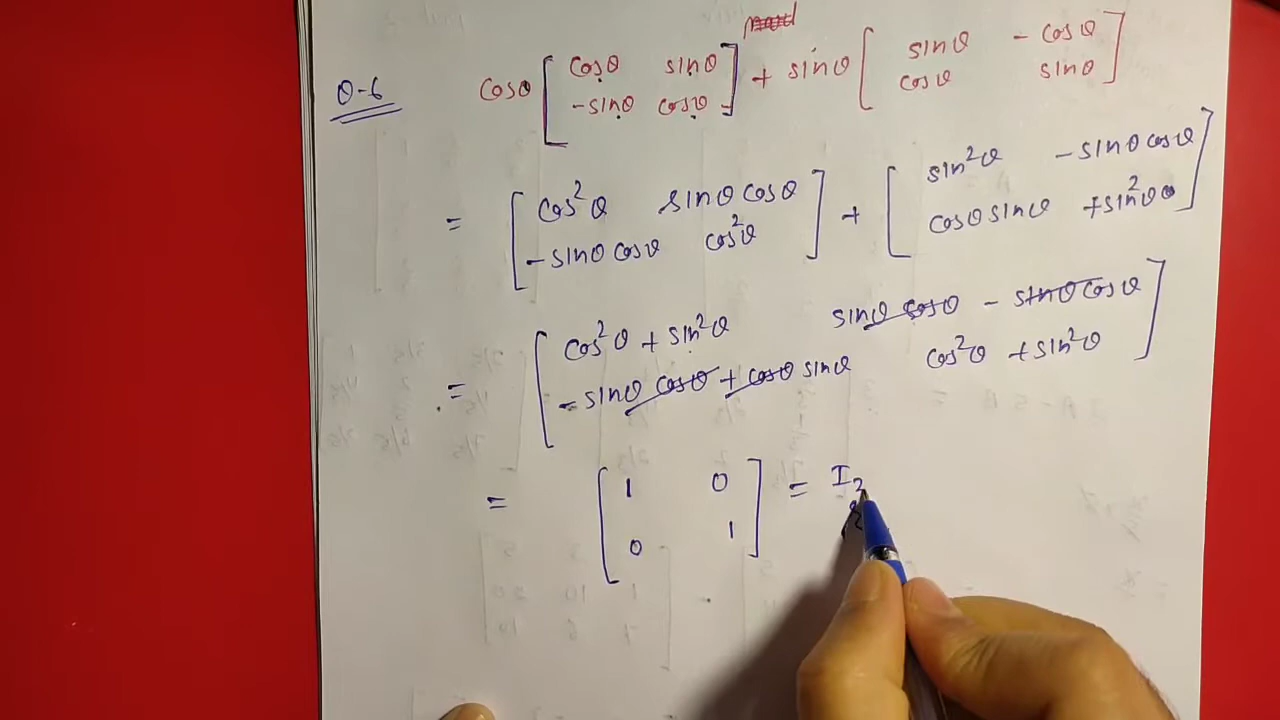 Q-6 cosθ [ cosθ sinθ ] + sinθ [ sinθ - cosθ ]
[ -sinθ cosθ ] [ cosθ sinθ ]
= [ cos²θ sinθ cosθ ] + [ sin²θ - sinθ cosθ ]
[ -sinθ cosθ cos²θ ] [ cosθ sinθ + sin²θ ]
= [ cos²θ + sin²θ sinθ cosθ - sinθ cosθ ]
[ - sinθ cosθ + cosθ sinθ cos²θ + sin²θ ]
= [ 1 0 ] = I₂
[ 0 1 ]